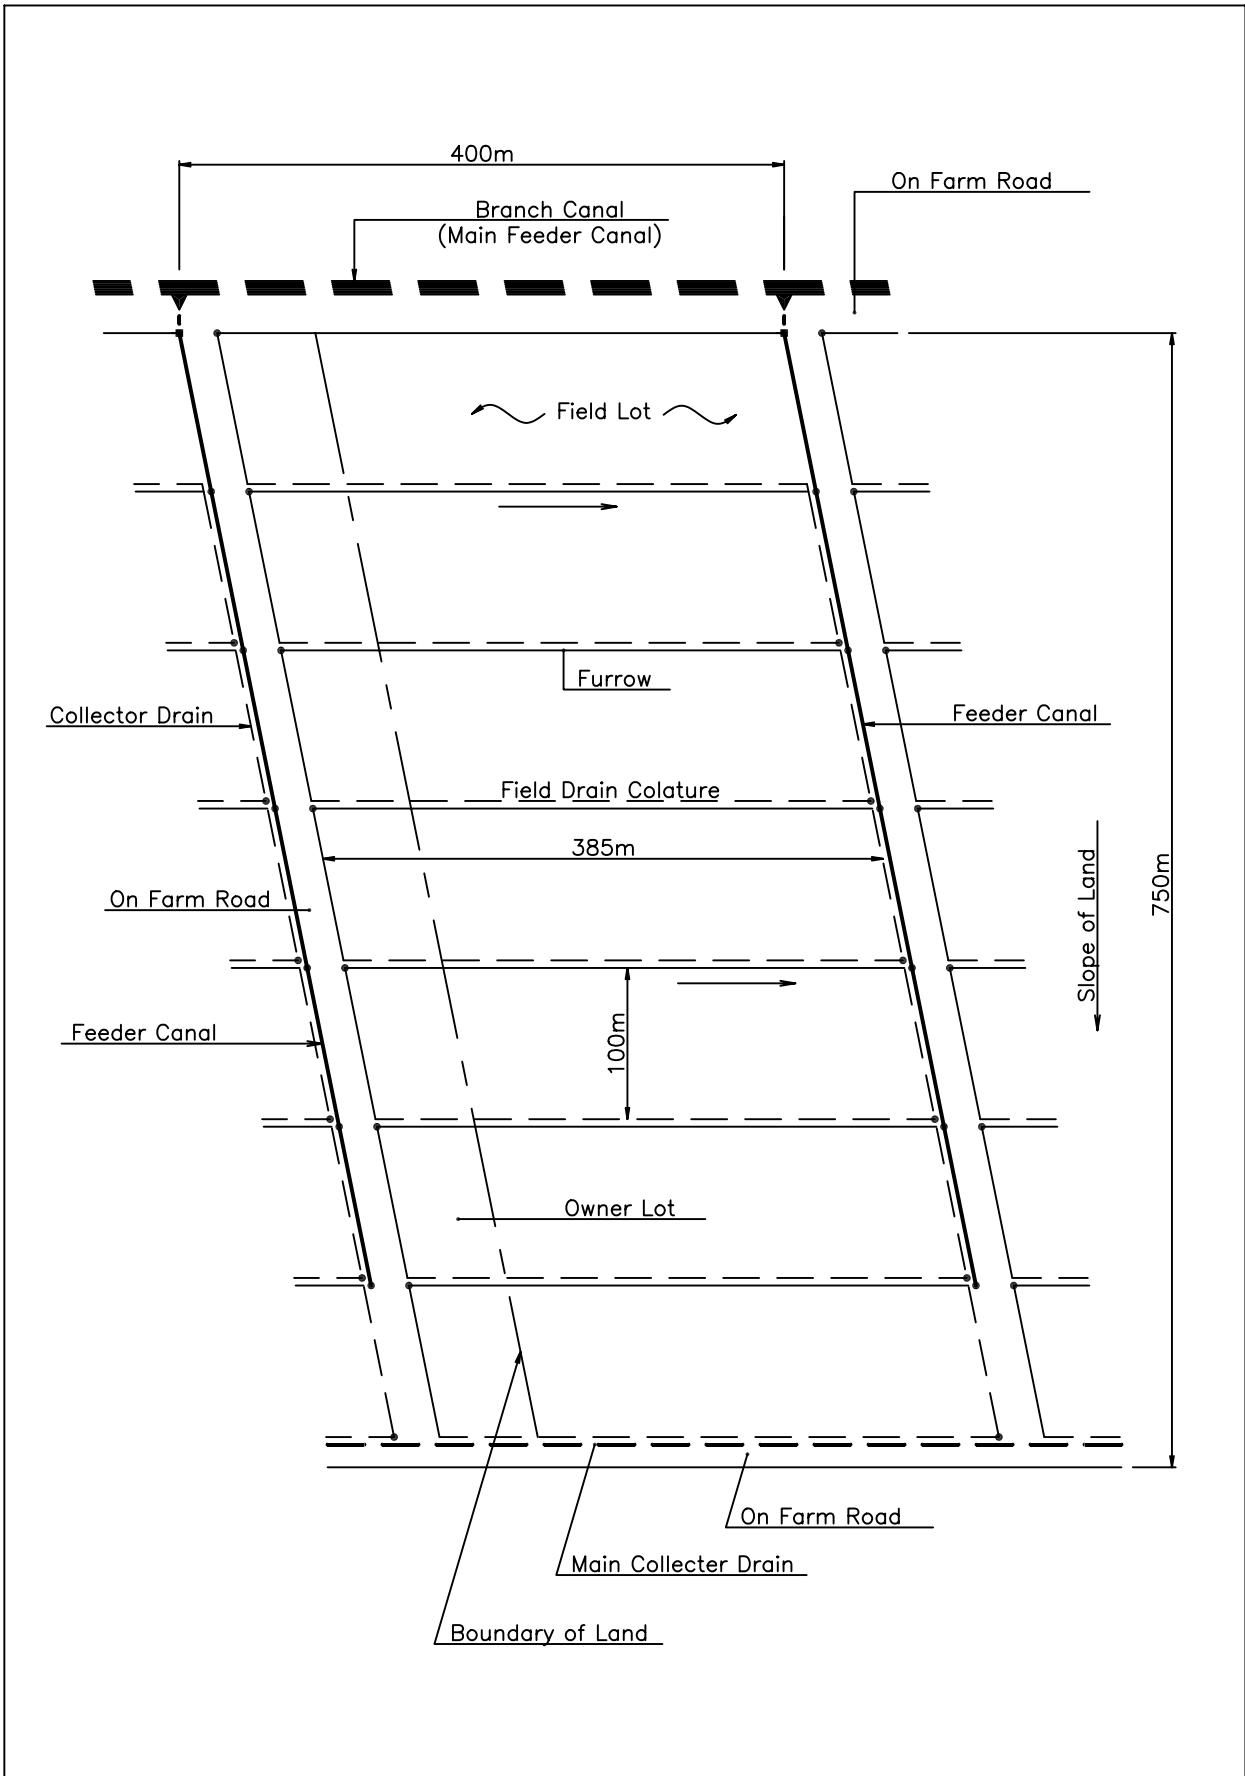 400m
On Farm Road
Branch Canal
(Main Feeder Canal)
Field Lot
Furrow
Collector Drain
Feeder Canal
Field Drain Colature
385m
Slope of Land
750m
On Farm Road
100m
Feeder Canal
Owner Lot
On Farm Road
Main Collecter Drain
Boundary of Land